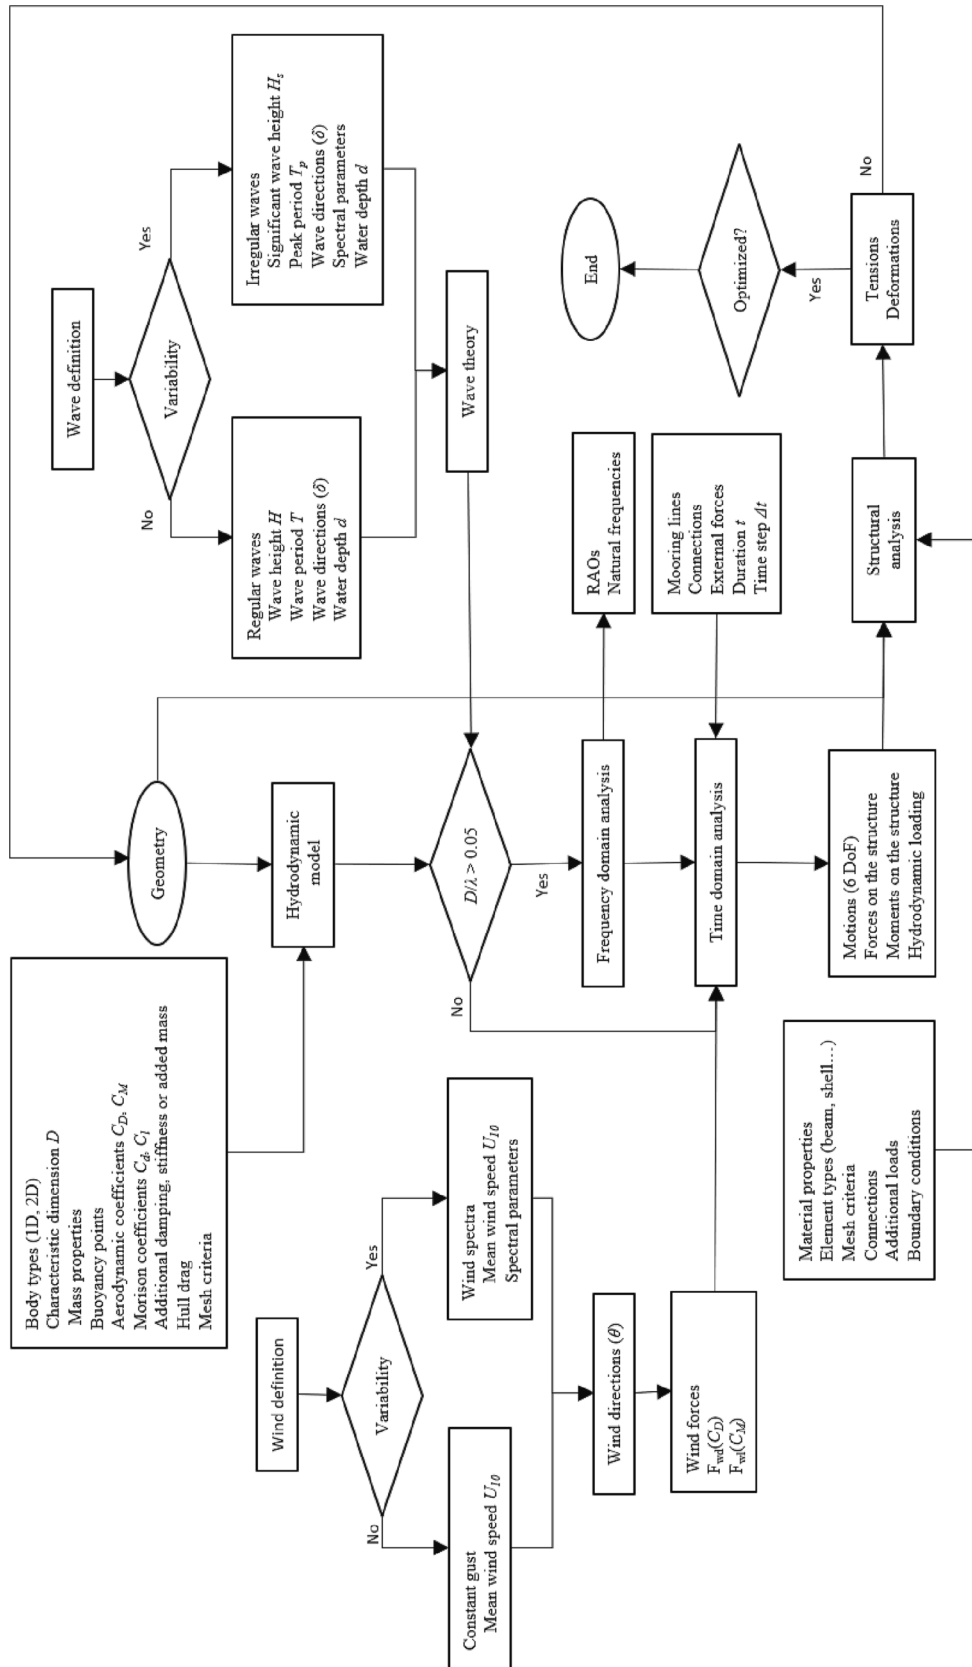 Wind definition
Variability
No
Yes
Constant gust
Mean wind speed U10
Wind spectra
Mean wind speed U10
Spectral parameters
Wind directions (θ)
Wind forces
Fwd(CD)
Fwl(CM)
Body types (1D, 2D)
Characteristic dimension D
Mass properties
Buoyancy points
Aerodynamic coefficients CD, CM
Morison coefficients Cd, CI
Additional damping, stiffness or added mass
Hull drag
Mesh criteria
Geometry
Hydrodynamic
model
D/λ > 0.05
No
Yes
Frequency domain analysis
RAOs
Natural frequencies
Time domain analysis
Mooring lines
Connections
External forces
Duration t
Time step Δt
Motions (6 DoF)
Forces on the structure
Moments on the structure
Hydrodynamic loading
Material properties
Element types (beam, shell...)
Mesh criteria
Connections
Additional loads
Boundary conditions
Wave definition
Variability
No
Yes
Regular waves
Wave height H
Wave period T
Wave directions (δ)
Water depth d
Irregular waves
Significant wave height Hs
Peak period Tp
Wave directions (δ)
Spectral parameters
Water depth d
Wave theory
Structural
analysis
Tensions
Deformations
Yes
No
Optimized?
End